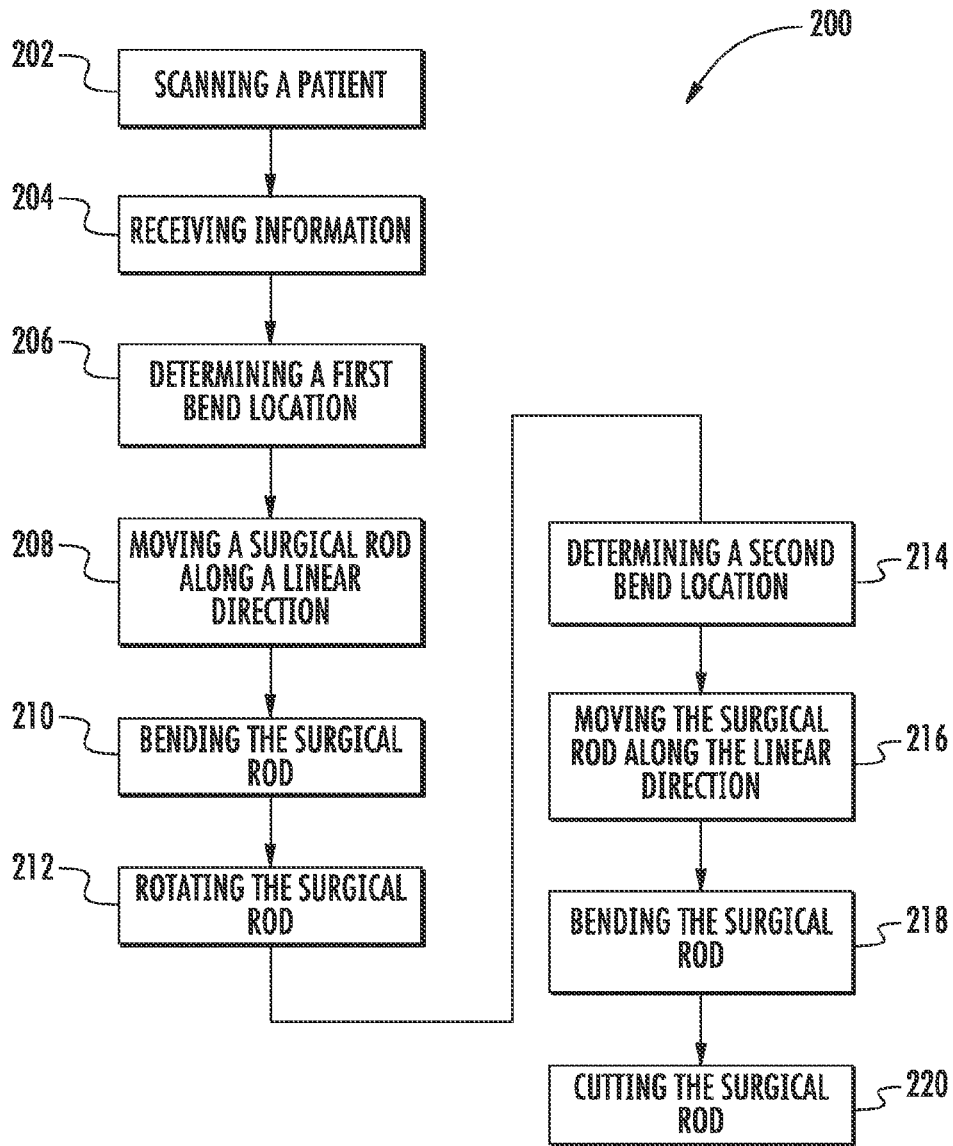 200
202
SCANNING A PATIENT
204
RECEIVING INFORMATION
206
DETERMINING A FIRST
BEND LOCATION
208
MOVING A SURGICAL ROD
ALONG A LINEAR
DIRECTION
210
BENDING THE SURGICAL
ROD
212
ROTATING THE SURGICAL
ROD
DETERMINING A SECOND
BEND LOCATION
214
MOVING THE SURGICAL
ROD ALONG THE LINEAR
DIRECTION
216
BENDING THE SURGICAL
ROD
218
CUTTING THE SURGICAL
ROD
220